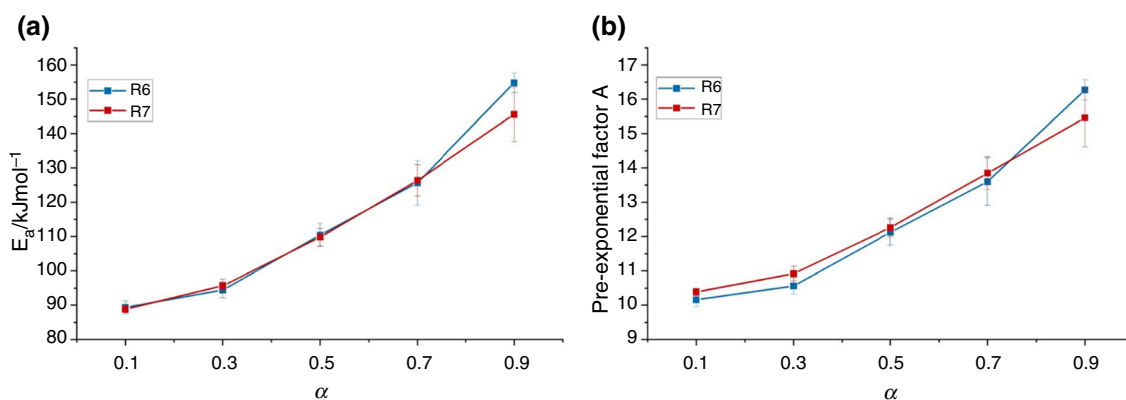 (a)
160
150
140
130
120
110
100
90
80
Eₐ/kJmol⁻¹
R6
R7
0.1 0.3 0.5 0.7 0.9
α
(b)
17
16
15
14
13
12
11
10
9
Pre-exponential factor A
R6
R7
0.1 0.3 0.5 0.7 0.9
α